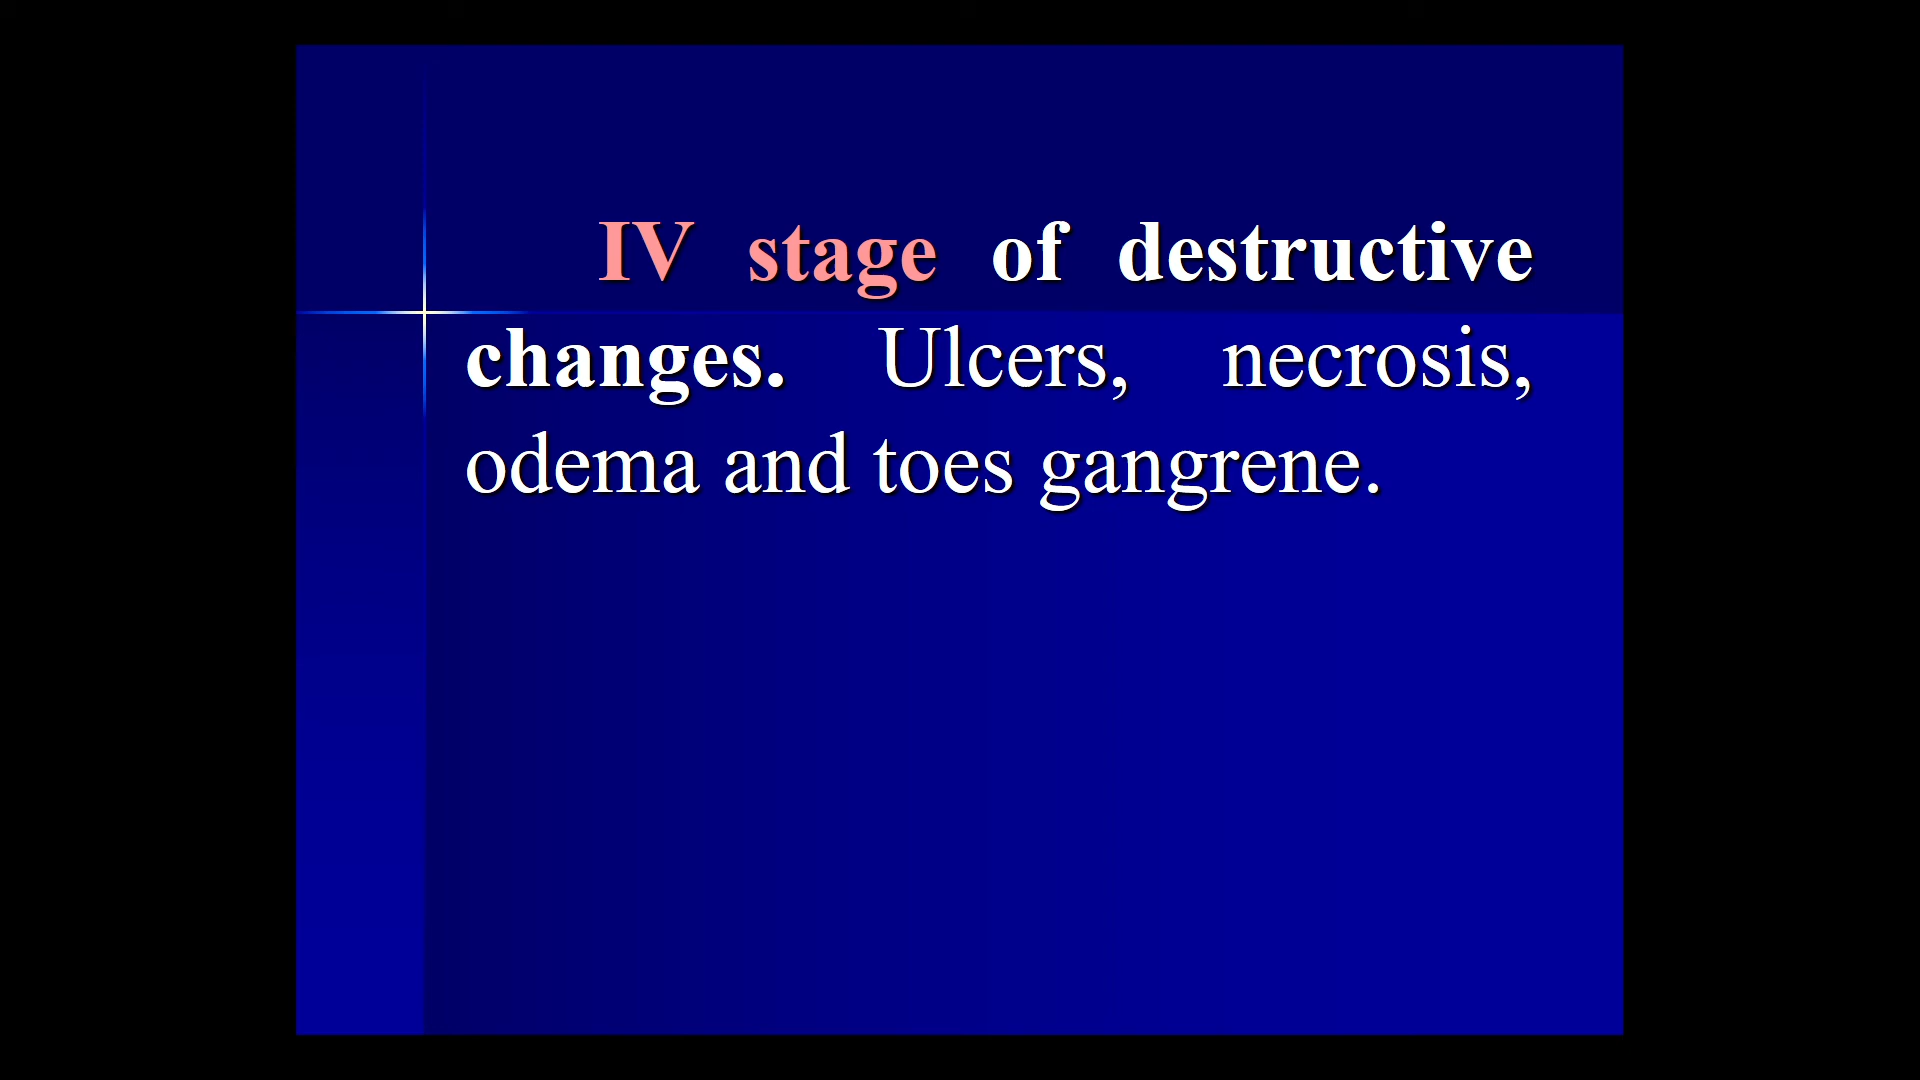 IV stage of destructive
changes. Ulcers, necrosis,
odema and toes gangrene.